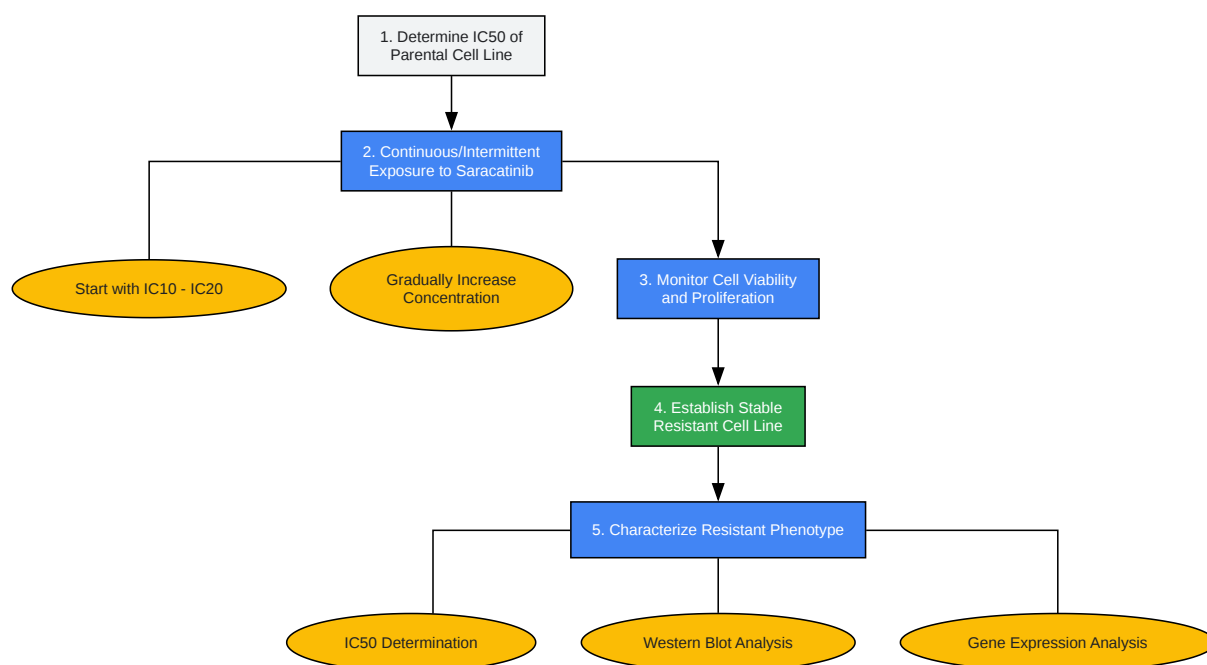 1. Determine IC50 of
Parental Cell Line
2. Continuous/Intermittent
Exposure to Saracatinib
Start with IC10 - IC20
Gradually Increase
Concentration
3. Monitor Cell Viability
and Proliferation
4. Establish Stable
Resistant Cell Line
5. Characterize Resistant Phenotype
IC50 Determination
Western Blot Analysis
Gene Expression Analysis